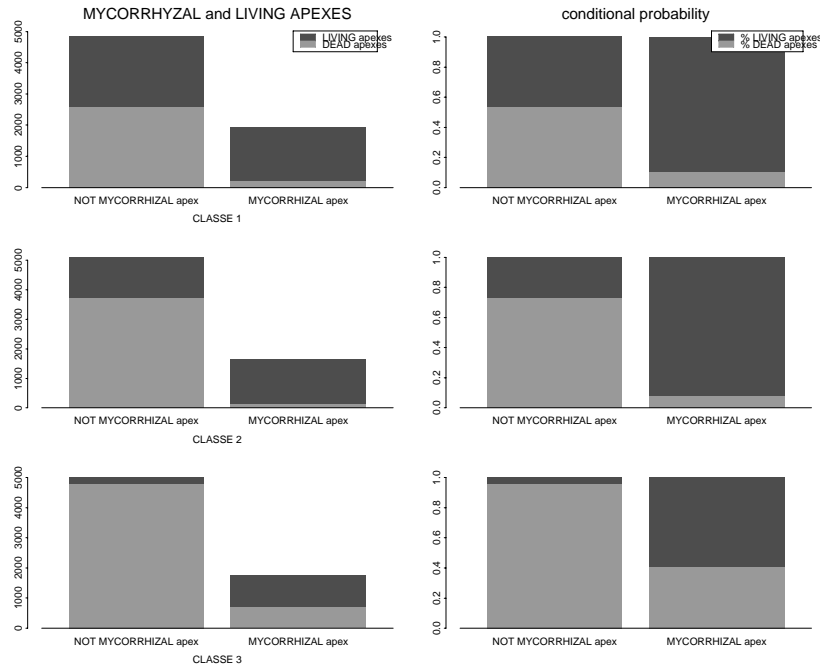 MYCORRHYZAL and LIVING APEXES
conditional probability
LIVING apexes
DEAD apexes
0 1000 2000 3000 4000 5000
NOT MYCORRHIZAL apex MYCORRHIZAL apex
CLASSE 1
% LIVING apexes
% DEAD apexes
0.0 0.2 0.4 0.6 0.8 1.0
NOT MYCORRHIZAL apex MYCORRHIZAL apex
0 1000 2000 3000 4000 5000
NOT MYCORRHIZAL apex MYCORRHIZAL apex
CLASSE 2
0.0 0.2 0.4 0.6 0.8 1.0
NOT MYCORRHIZAL apex MYCORRHIZAL apex
0 1000 2000 3000 4000 5000
NOT MYCORRHIZAL apex MYCORRHIZAL apex
CLASSE 3
0.0 0.2 0.4 0.6 0.8 1.0
NOT MYCORRHIZAL apex MYCORRHIZAL apex